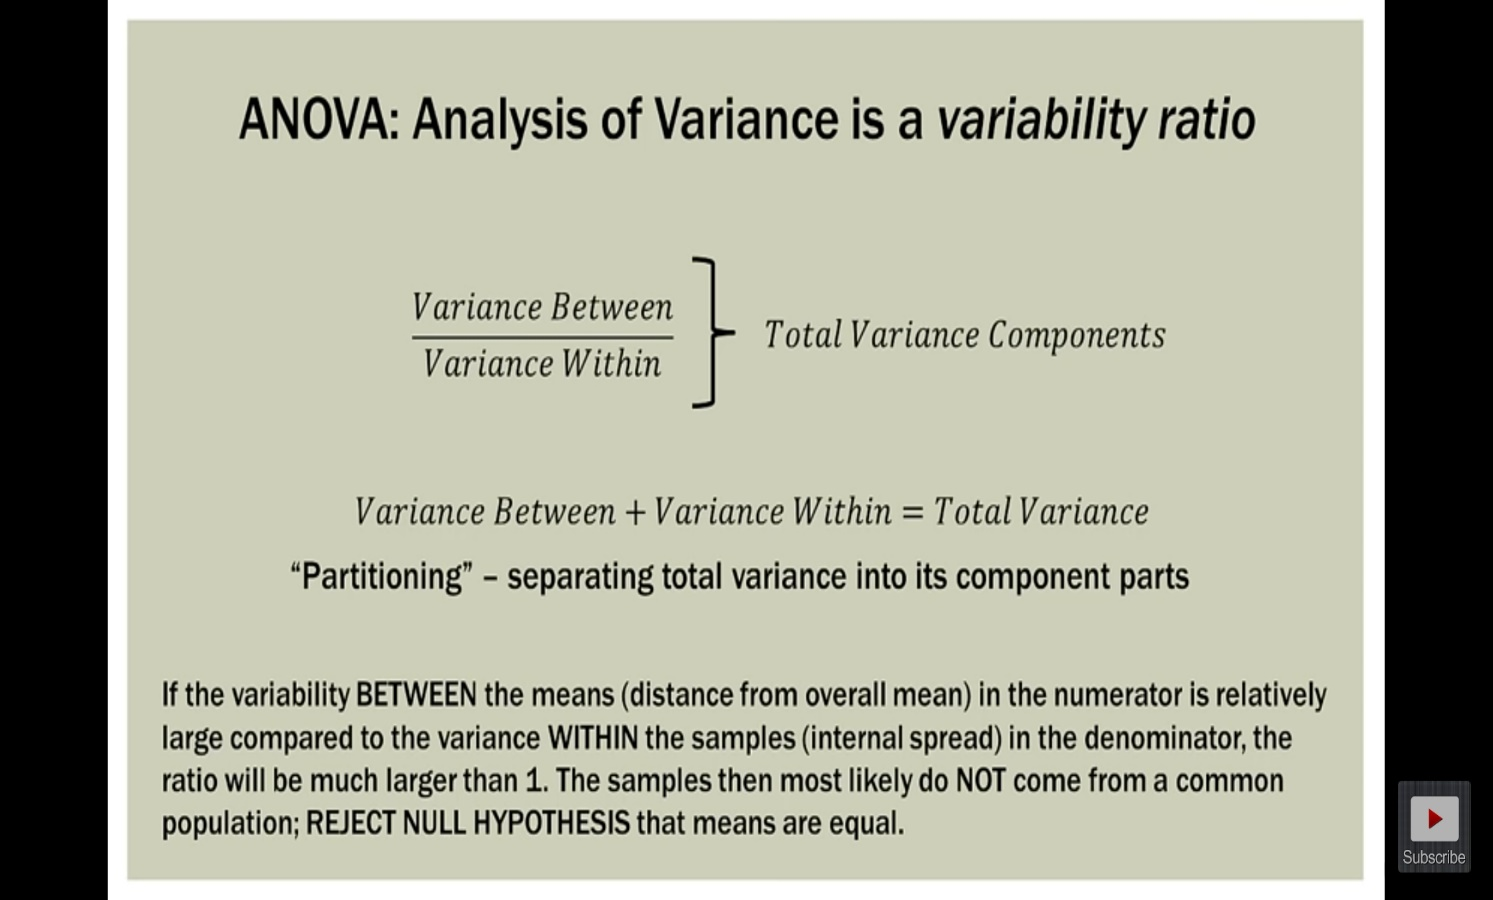 ANOVA: Analysis of Variance is a variability ratio
Variance Between
Variance Within
Total Variance Components
Variance Between + Variance Within = Total Variance
“Partitioning” – separating total variance into its component parts
If the variability BETWEEN the means (distance from overall mean) in the numerator is relatively
large compared to the variance WITHIN the samples (internal spread) in the denominator, the
ratio will be much larger than 1. The samples then most likely do NOT come from a common
population; REJECT NULL HYPOTHESIS that means are equal.
Subscribe